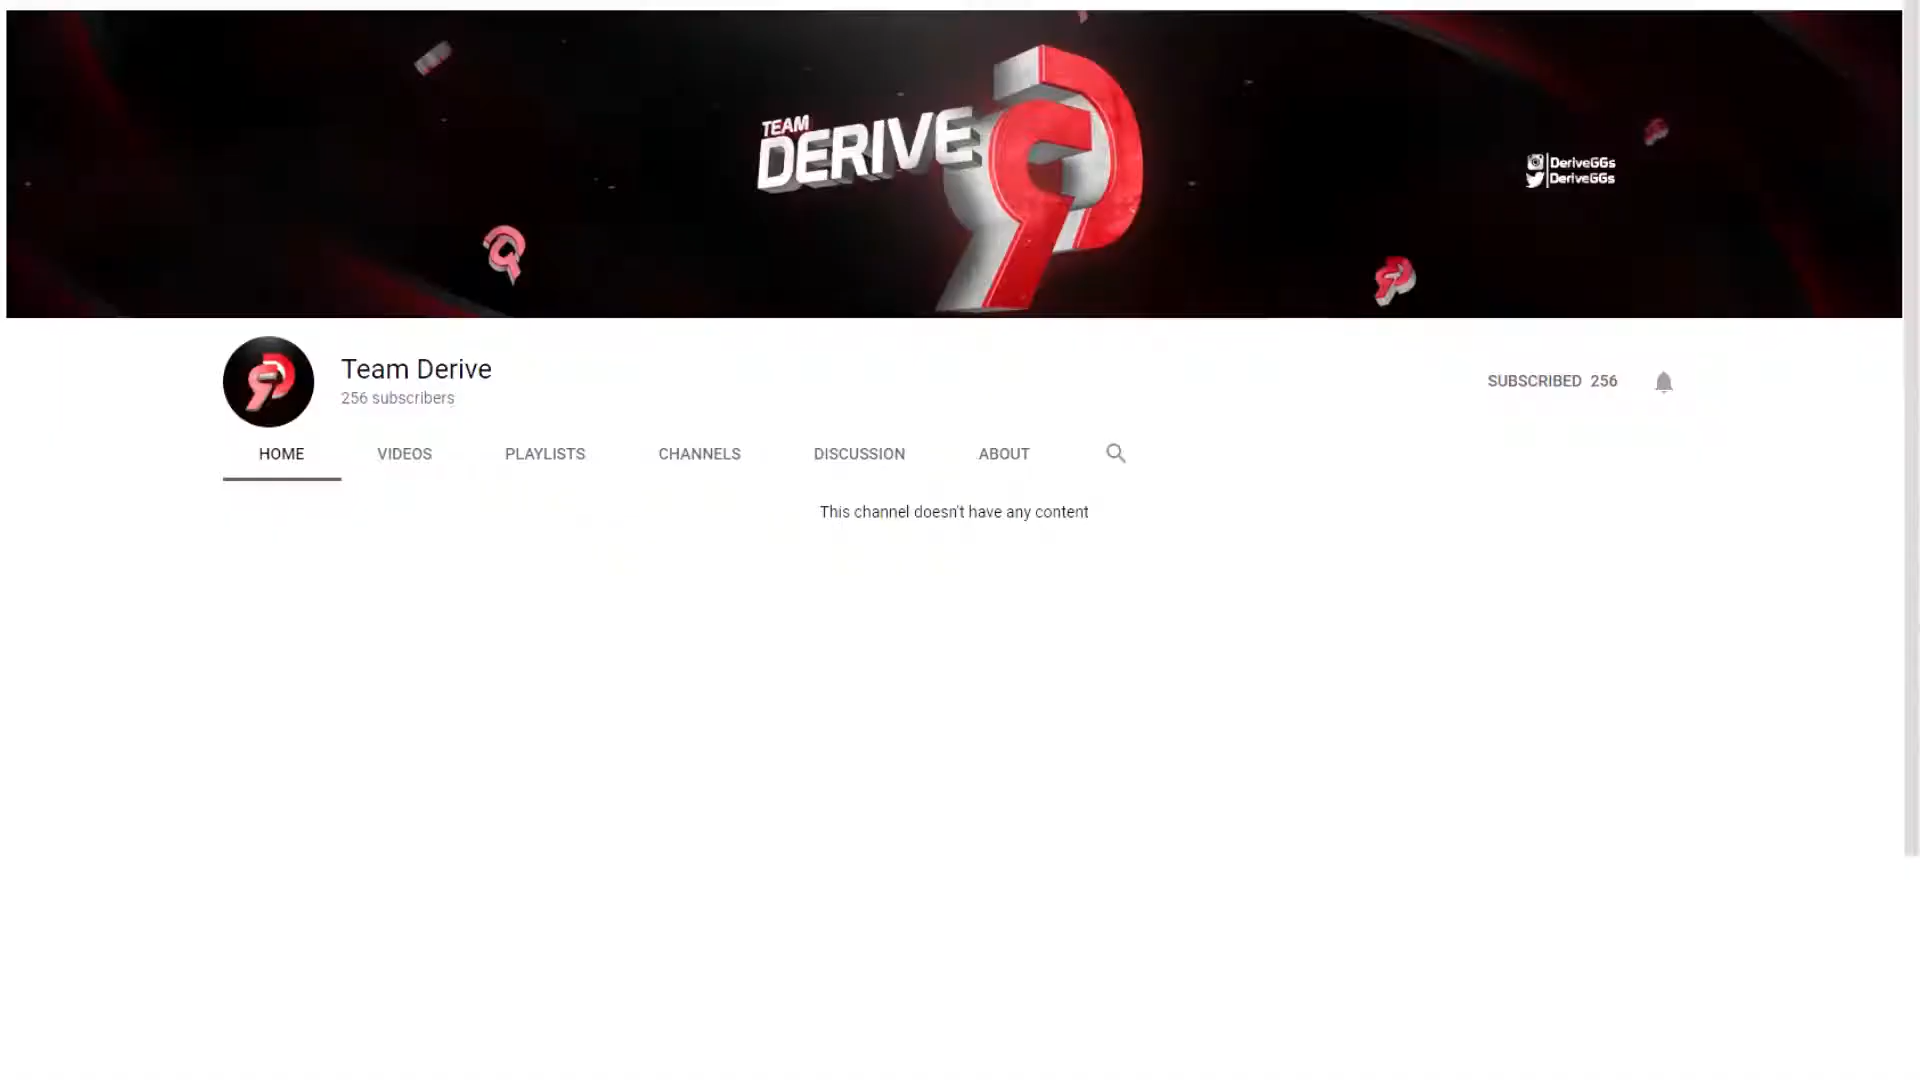 TEAM
DERIVE
DeriveGGs
DeriveGGs
Team Derive
256 subscribers
SUBSCRIBED 256
HOME VIDEOS PLAYLISTS CHANNELS DISCUSSION ABOUT
This channel doesn't have any content